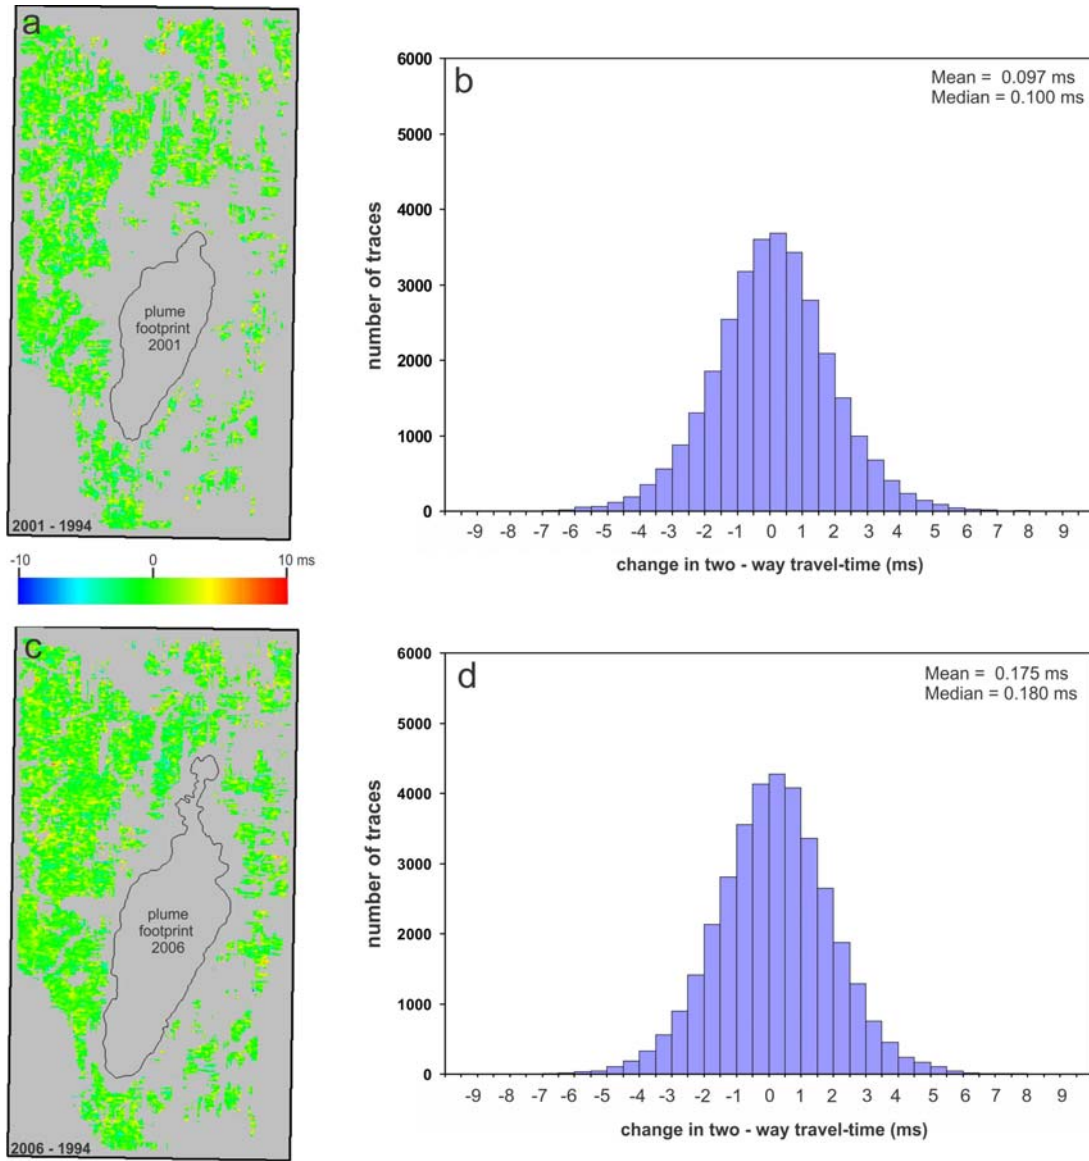 a
plume
footprint
2001
2001 - 1994
b
Mean = 0.097 ms
Median = 0.100 ms
number of traces
6000
5000
4000
3000
2000
1000
0
-9 -8 -7 -6 -5 -4 -3 -2 -1 0 1 2 3 4 5 6 7 8 9
change in two - way travel-time (ms)
-10 0 10 ms
c
plume
footprint
2006
2006 - 1994
d
Mean = 0.175 ms
Median = 0.180 ms
number of traces
6000
5000
4000
3000
2000
1000
0
-9 -8 -7 -6 -5 -4 -3 -2 -1 0 1 2 3 4 5 6 7 8 9
change in two - way travel-time (ms)